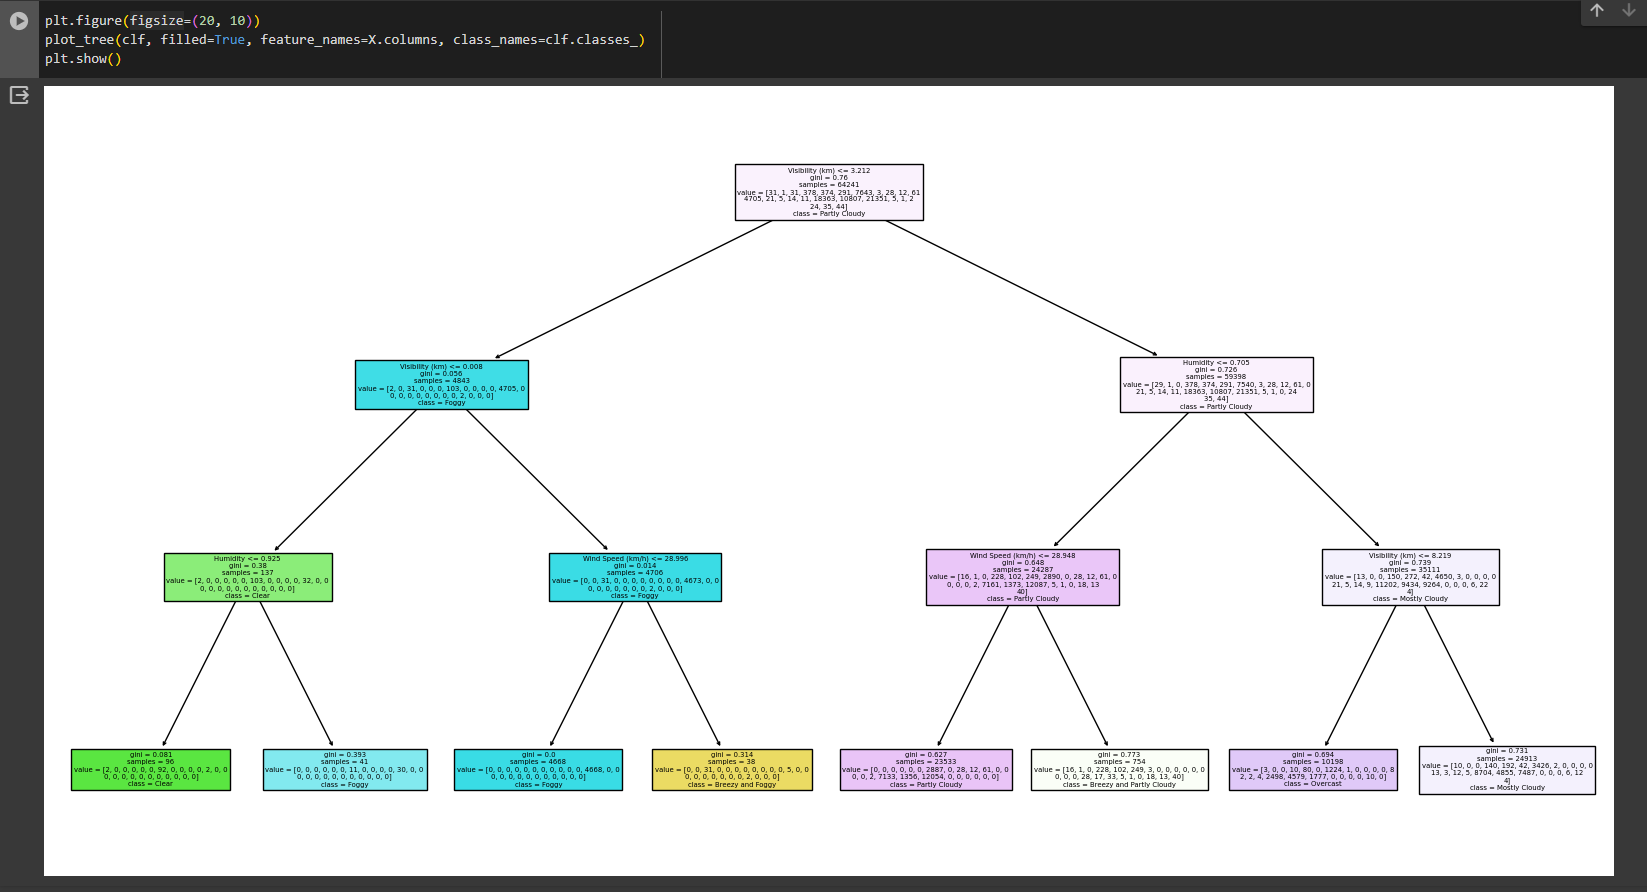 plt.figure(figsize=(20, 10))
plot_tree(clf, filled=True, feature_names=X.columns, class_names=clf.classes_)
plt.show()
Visibility (km) <= 3.212
gini = 0.76
samples = 64241
value = [31, 1, 31, 378, 374, 291, 7643, 3, 28, 12, 61
4705, 21, 5, 14, 11, 18363, 10807, 21351, 5, 1, 2
24, 35, 44]
class = Partly Cloudy
Visibility (km) <= 0.008
gini = 0.056
samples = 4843
value = [2, 0, 31, 0, 0, 0, 103, 0, 0, 0, 0, 4705, 0
0, 0, 0, 0, 0, 0, 0, 0, 2, 0, 0, 0]
class = Foggy
Humidity <= 0.705
gini = 0.726
samples = 59398
value = [29, 1, 0, 378, 374, 291, 7540, 3, 28, 12, 61, 0
21, 5, 14, 11, 18363, 10807, 21351, 5, 1, 0, 24
35, 44]
class = Partly Cloudy
Humidity <= 0.925
gini = 0.38
samples = 137
value = [2, 0, 0, 0, 0, 0, 103, 0, 0, 0, 0, 32, 0, 0
0, 0, 0, 0, 0, 0, 0, 0, 0, 0, 0]
class = Clear
Wind Speed (km/h) <= 28.996
gini = 0.014
samples = 4706
value = [0, 0, 31, 0, 0, 0, 0, 0, 0, 0, 0, 4673, 0, 0
0, 0, 0, 0, 0, 0, 0, 2, 0, 0, 0]
class = Foggy
Wind Speed (km/h) <= 28.948
gini = 0.648
samples = 24287
value = [16, 1, 0, 228, 102, 249, 2890, 0, 28, 12, 61, 0
0, 0, 0, 2, 7161, 1373, 12087, 5, 1, 0, 18, 13
40]
class = Partly Cloudy
Visibility (km) <= 8.219
gini = 0.739
samples = 35111
value = [13, 0, 0, 150, 272, 42, 4650, 3, 0, 0, 0, 0
21, 5, 14, 9, 11202, 9434, 9264, 0, 0, 0, 6, 22
4]
class = Mostly Cloudy
gini = 0.081
samples = 96
value = [2, 0, 0, 0, 0, 0, 92, 0, 0, 0, 0, 2, 0, 0
0, 0, 0, 0, 0, 0, 0, 0, 0, 0, 0]
class = Clear
gini = 0.393
samples = 41
value = [0, 0, 0, 0, 0, 0, 11, 0, 0, 0, 0, 30, 0, 0
0, 0, 0, 0, 0, 0, 0, 0, 0, 0, 0]
class = Foggy
gini = 0.0
samples = 4668
value = [0, 0, 0, 0, 0, 0, 0, 0, 0, 0, 0, 4668, 0, 0
0, 0, 0, 0, 0, 0, 0, 0, 0, 0, 0]
class = Foggy
gini = 0.314
samples = 38
value = [0, 0, 31, 0, 0, 0, 0, 0, 0, 0, 0, 5, 0, 0
0, 0, 0, 0, 0, 0, 0, 2, 0, 0, 0]
class = Breezy and Foggy
gini = 0.627
samples = 23533
value = [0, 0, 0, 0, 0, 0, 2887, 0, 28, 12, 61, 0, 0
0, 0, 2, 7133, 1356, 12054, 0, 0, 0, 0, 0, 0]
class = Partly Cloudy
gini = 0.773
samples = 754
value = [16, 1, 0, 228, 102, 249, 3, 0, 0, 0, 0, 0, 0
0, 0, 0, 28, 17, 33, 5, 1, 0, 18, 13, 40]
class = Breezy and Partly Cloudy
gini = 0.694
samples = 10198
value = [3, 0, 0, 10, 80, 0, 1224, 1, 0, 0, 0, 0, 8
2, 2, 4, 2498, 4579, 1777, 0, 0, 0, 0, 10, 0]
class = Overcast
gini = 0.731
samples = 24913
value = [10, 0, 0, 140, 192, 42, 3426, 2, 0, 0, 0, 0
13, 3, 12, 5, 8704, 4855, 7487, 0, 0, 0, 6, 12
4]
class = Mostly Cloudy